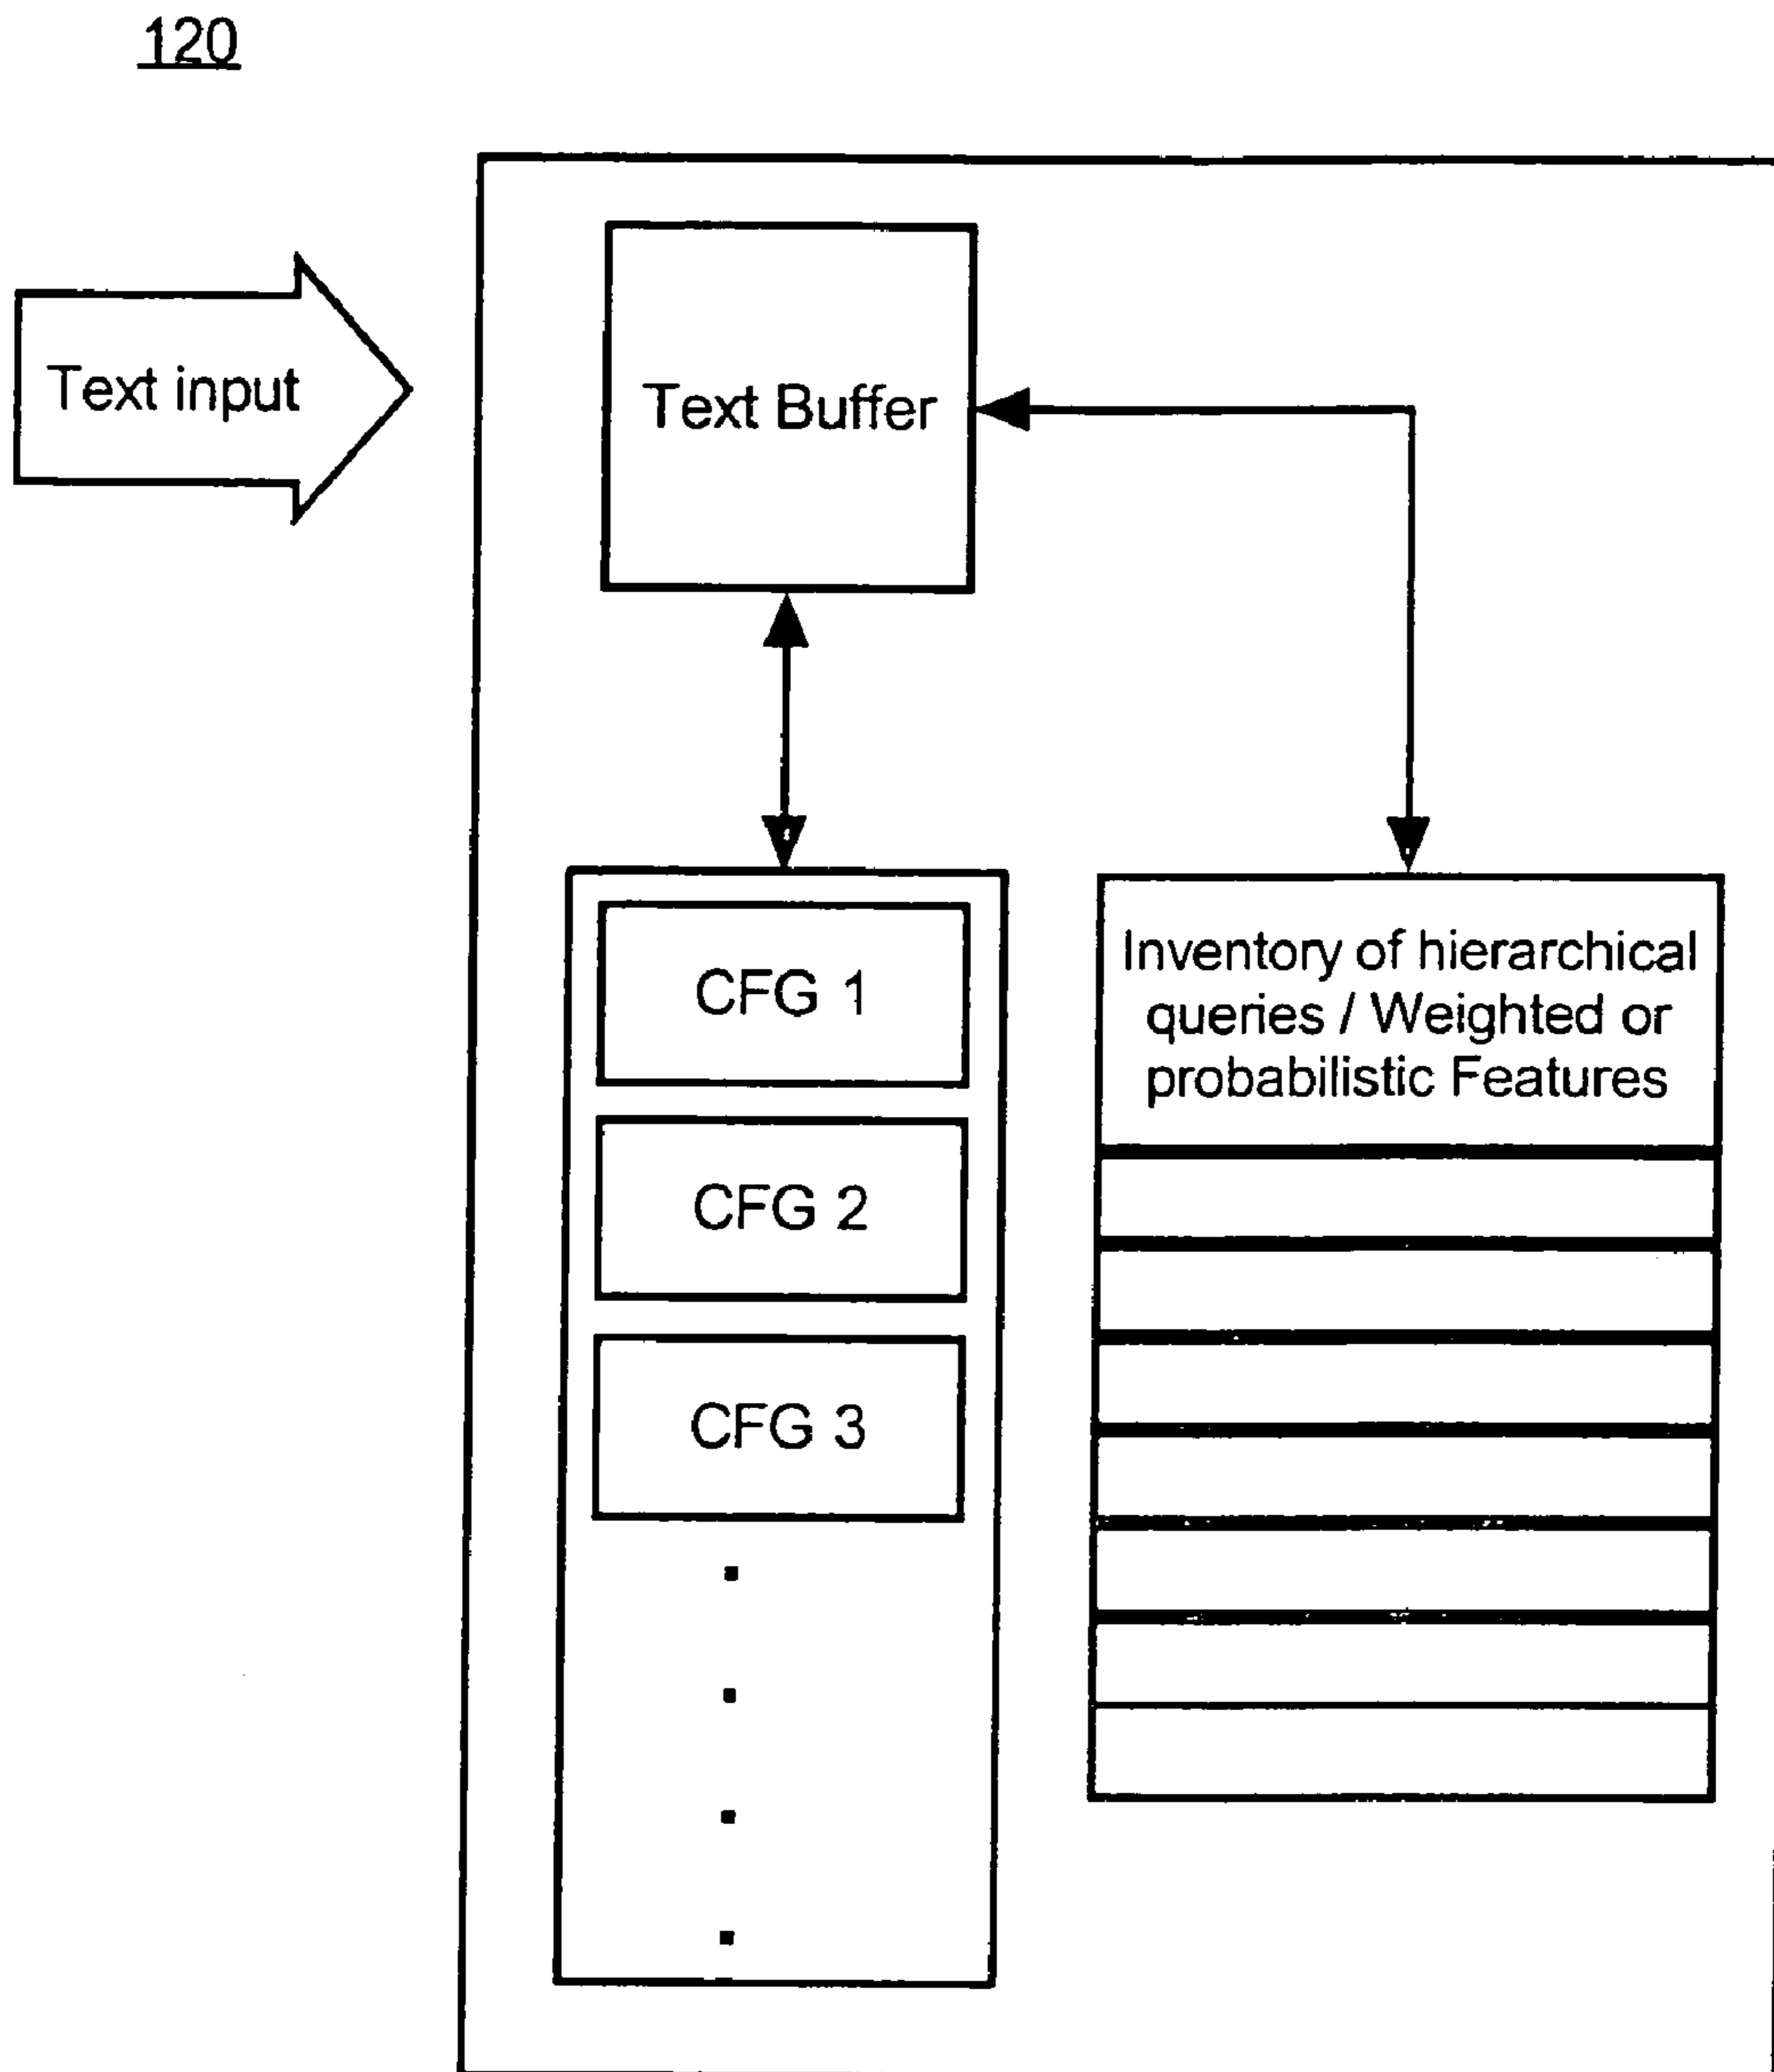 120
Text input
Text Buffer
CFG 1
CFG 2
CFG 3
Inventory of hierarchical
queries / Weighted or
probabilistic Features